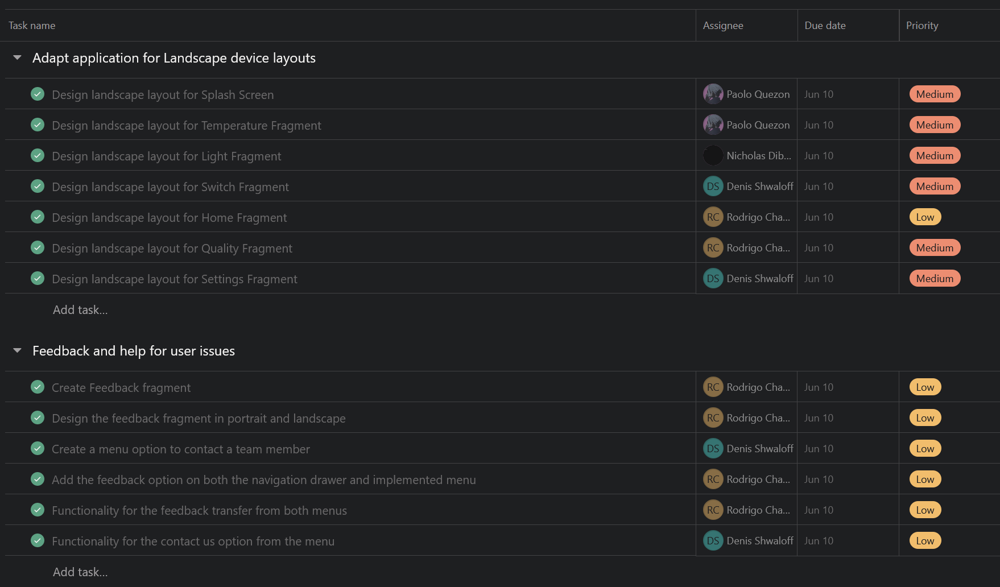 Task name Assignee Due date Priority
Adapt application for Landscape device layouts
Design landscape layout for Splash Screen Paolo Quezon Jun 10 Medium
Design landscape layout for Temperature Fragment Paolo Quezon Jun 10 Medium
Design landscape layout for Light Fragment Nicholas Dib... Jun 10 Medium
Design landscape layout for Switch Fragment DS Denis Shwaloff Jun 10 Medium
Design landscape layout for Home Fragment RC Rodrigo Cha... Jun 10 Low
Design landscape layout for Quality Fragment RC Rodrigo Cha... Jun 10 Medium
Design landscape layout for Settings Fragment DS Denis Shwaloff Jun 10 Medium
Add task...
Feedback and help for user issues
Create Feedback fragment RC Rodrigo Cha... Jun 10 Low
Design the feedback fragment in portrait and landscape RC Rodrigo Cha... Jun 10 Low
Create a menu option to contact a team member DS Denis Shwaloff Jun 10 Low
Add the feedback option on both the navigation drawer and implemented menu RC Rodrigo Cha... Jun 10 Low
Functionality for the feedback transfer from both menus RC Rodrigo Cha... Jun 10 Low
Functionality for the contact us option from the menu DS Denis Shwaloff Jun 10 Low
Add task...